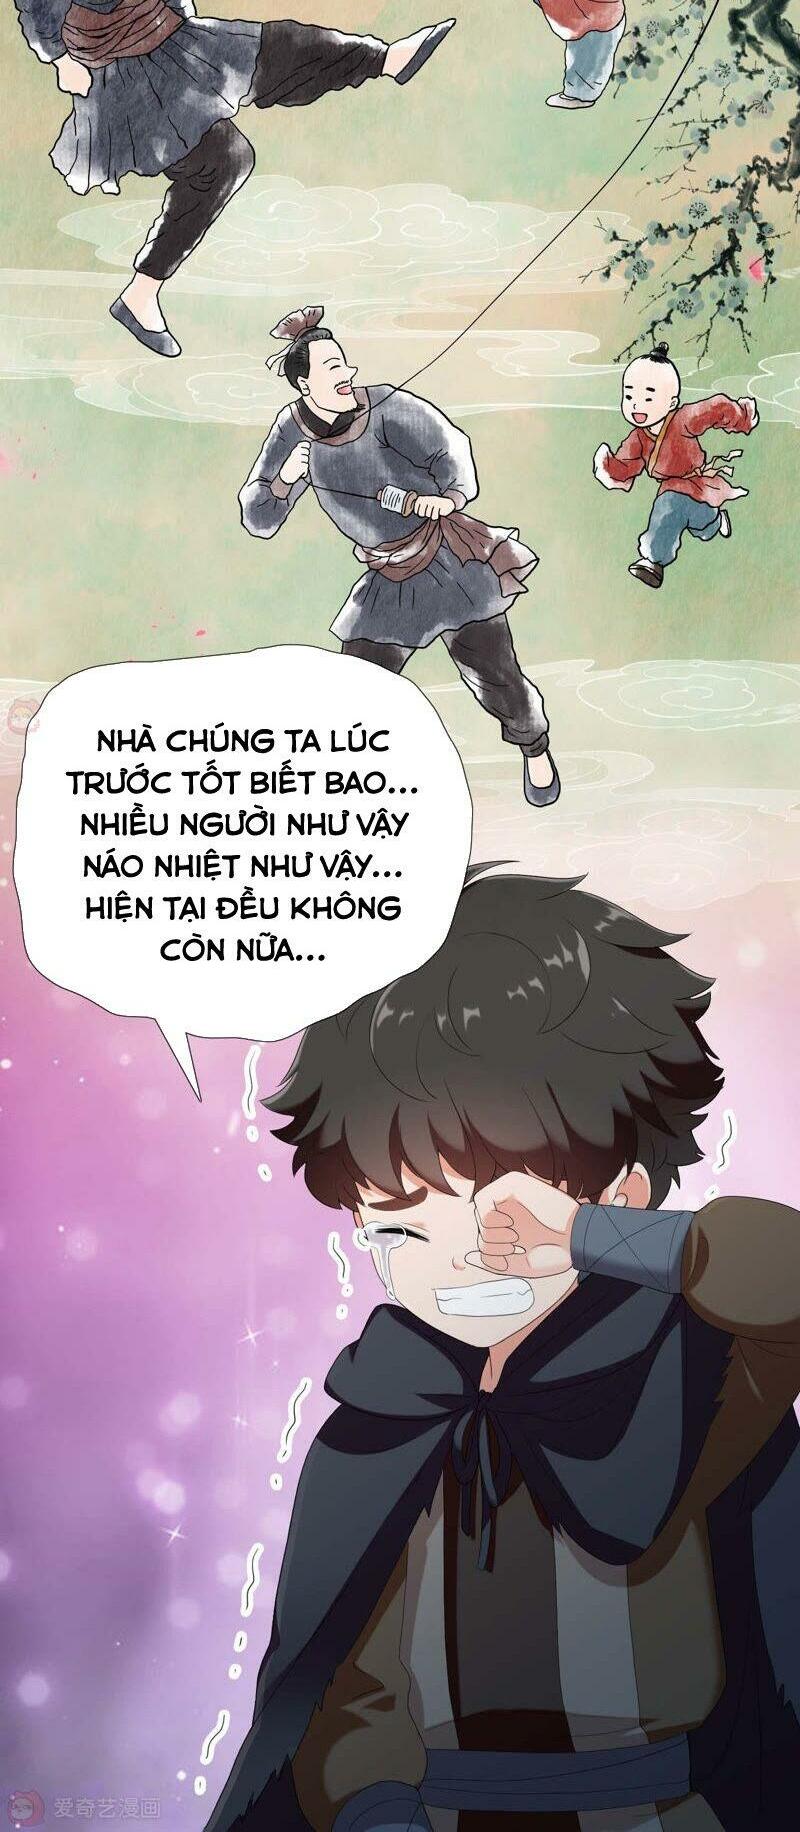 NHÀ CHÚNG TA LÚC
TRƯỚC TỐT BIẾT BAO...
NHIỀU NGƯỜI NHƯ VẬY
NÁO NHIỆT NHƯ VẬY...
HIỆN TẠI ĐỀU KHÔNG
CÒN NỮA...
爱奇艺漫画